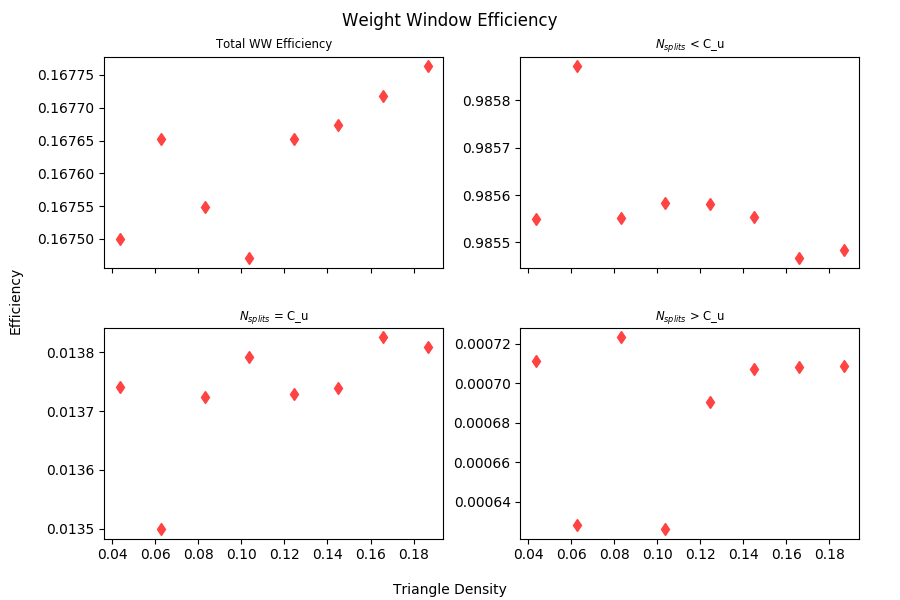 Weight Window Efficiency
Total WW Efficiency
0.16775
0.16770
0.16765
0.16760
0.16755
0.16750
N_splits < C_u
0.9858
0.9857
0.9856
0.9855
Efficiency
N_splits = C_u
0.0138
0.0137
0.0136
0.0135
0.04 0.06 0.08 0.10 0.12 0.14 0.16 0.18
N_splits > C_u
0.00072
0.00070
0.00068
0.00066
0.00064
0.04 0.06 0.08 0.10 0.12 0.14 0.16 0.18
Triangle Density